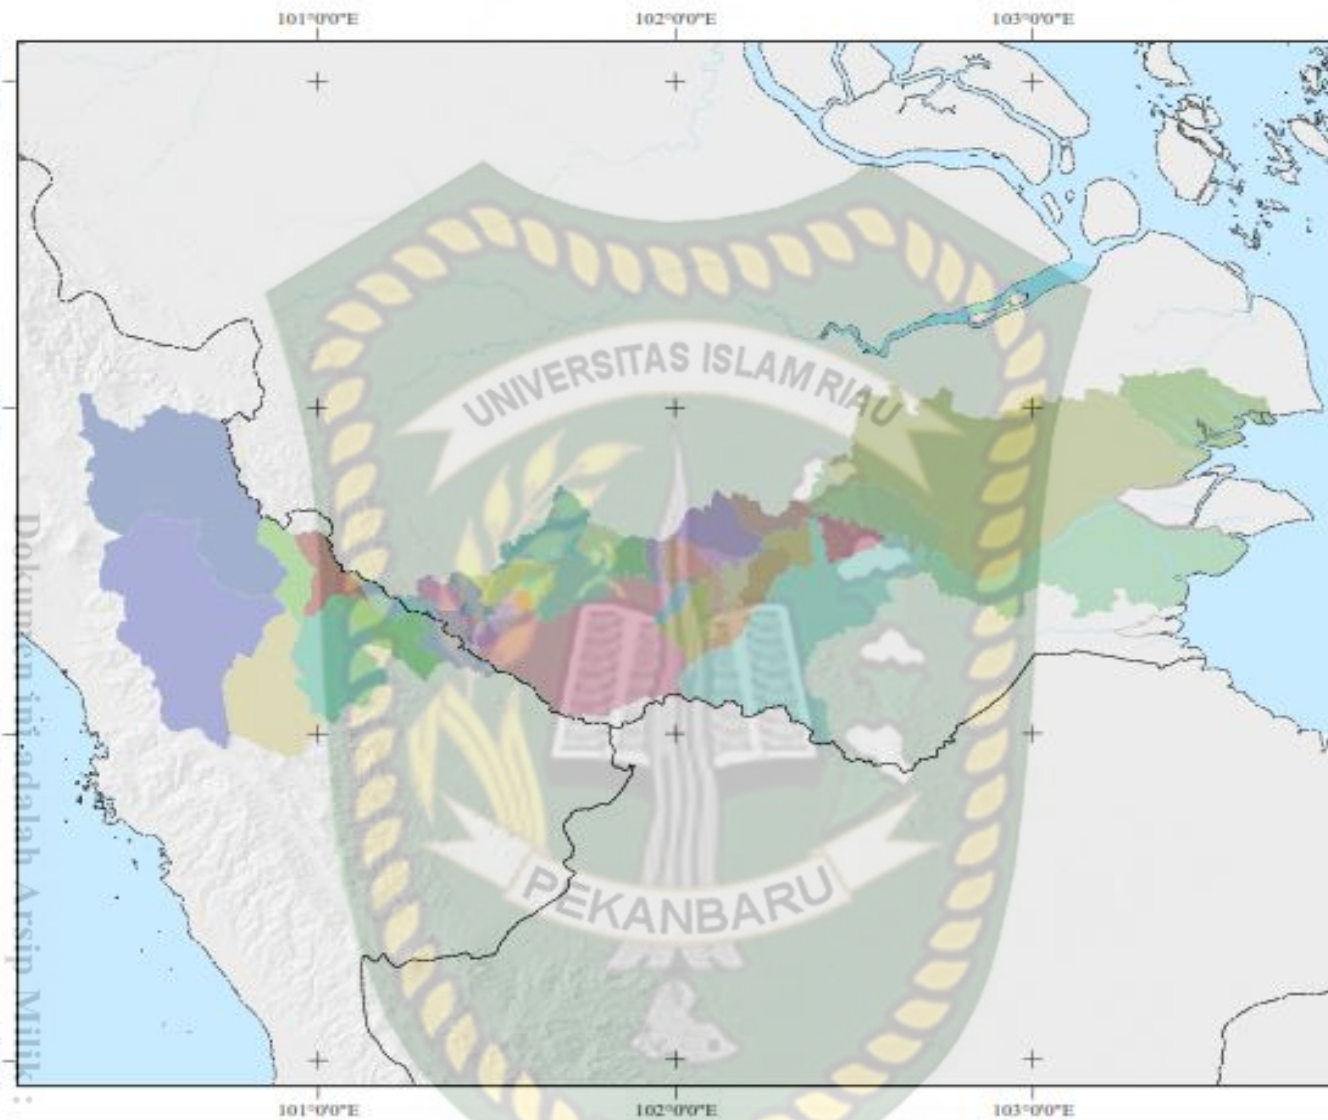 101°0'0"E 102°0'0"E 103°0'0"E
UNIVERSITAS ISLAM RIAU
PEKANBARU
Dokumen ini adalah Arsip Milik :
101°0'0"E 102°0'0"E 103°0'0"E